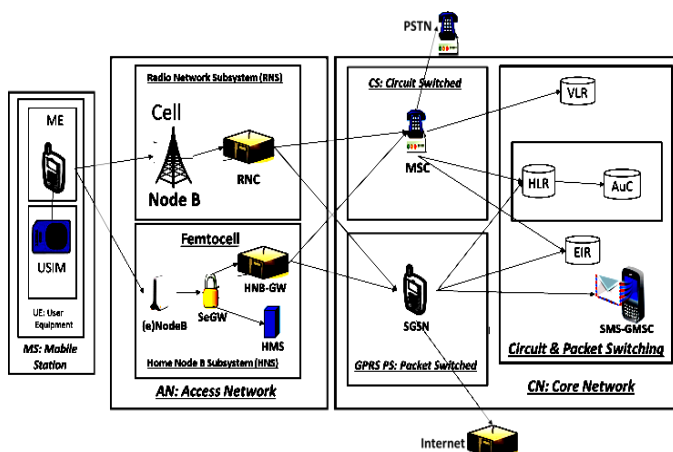 PSTN
Radio Network Subsystem (RNS)
CS: Circuit Switched
VLR
ME
Cell
MSC
RNC
Node B
HLR
AuC
Femtocell
EIR
USIM
HNB-GW
UE: User
Equipment
(e)NodeB
SeGW
HMS
SGSN
SMS-GMSC
MS: Mobile
Station
Home Node B Subsystem (HNS)
GPRS PS: Packet Switched
Circuit & Packet Switching
AN: Access Network
CN: Core Network
Internet